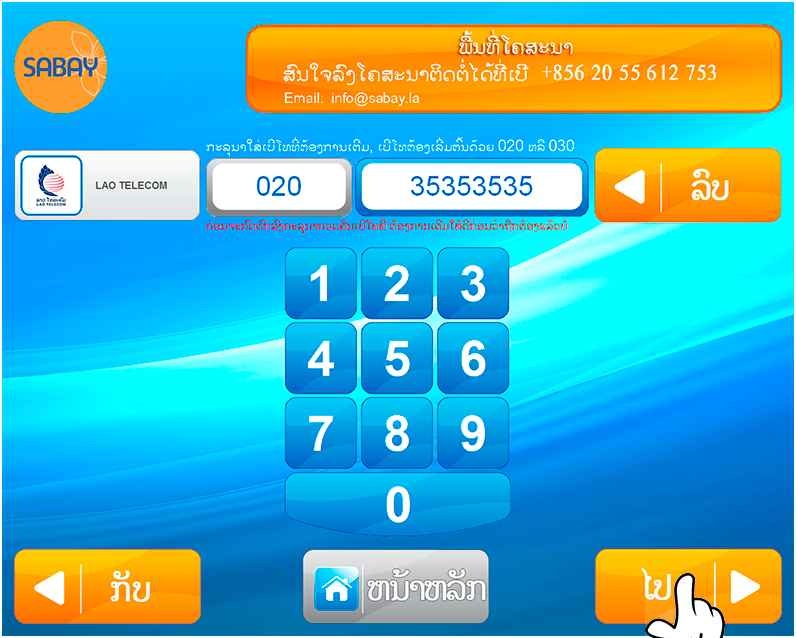 SABAY
ພື້ນທີ່ໂຄສະນາ
ສົນໃຈລົງໂຄສະນາຕິດຕໍ່ໄດ້ທີ່ເບີ +856 20 55 612 753
Email: info@sabay.la
ກະລຸນາໃສ່ເບີໂທທີ່ຕ້ອງການເຕີມ, ເບີໂທຕ້ອງເລີ່ມຕົ້ນດ້ວຍ 020 ຫລື 030
ລາວ ໂທລະຄົມ
LAO TELECOM
LAO TELECOM
020
35353535
ລົບ
1 2 3
4 5 6
7 8 9
0
ກັບ
ຫນ້າຫລັກ
ໄປ